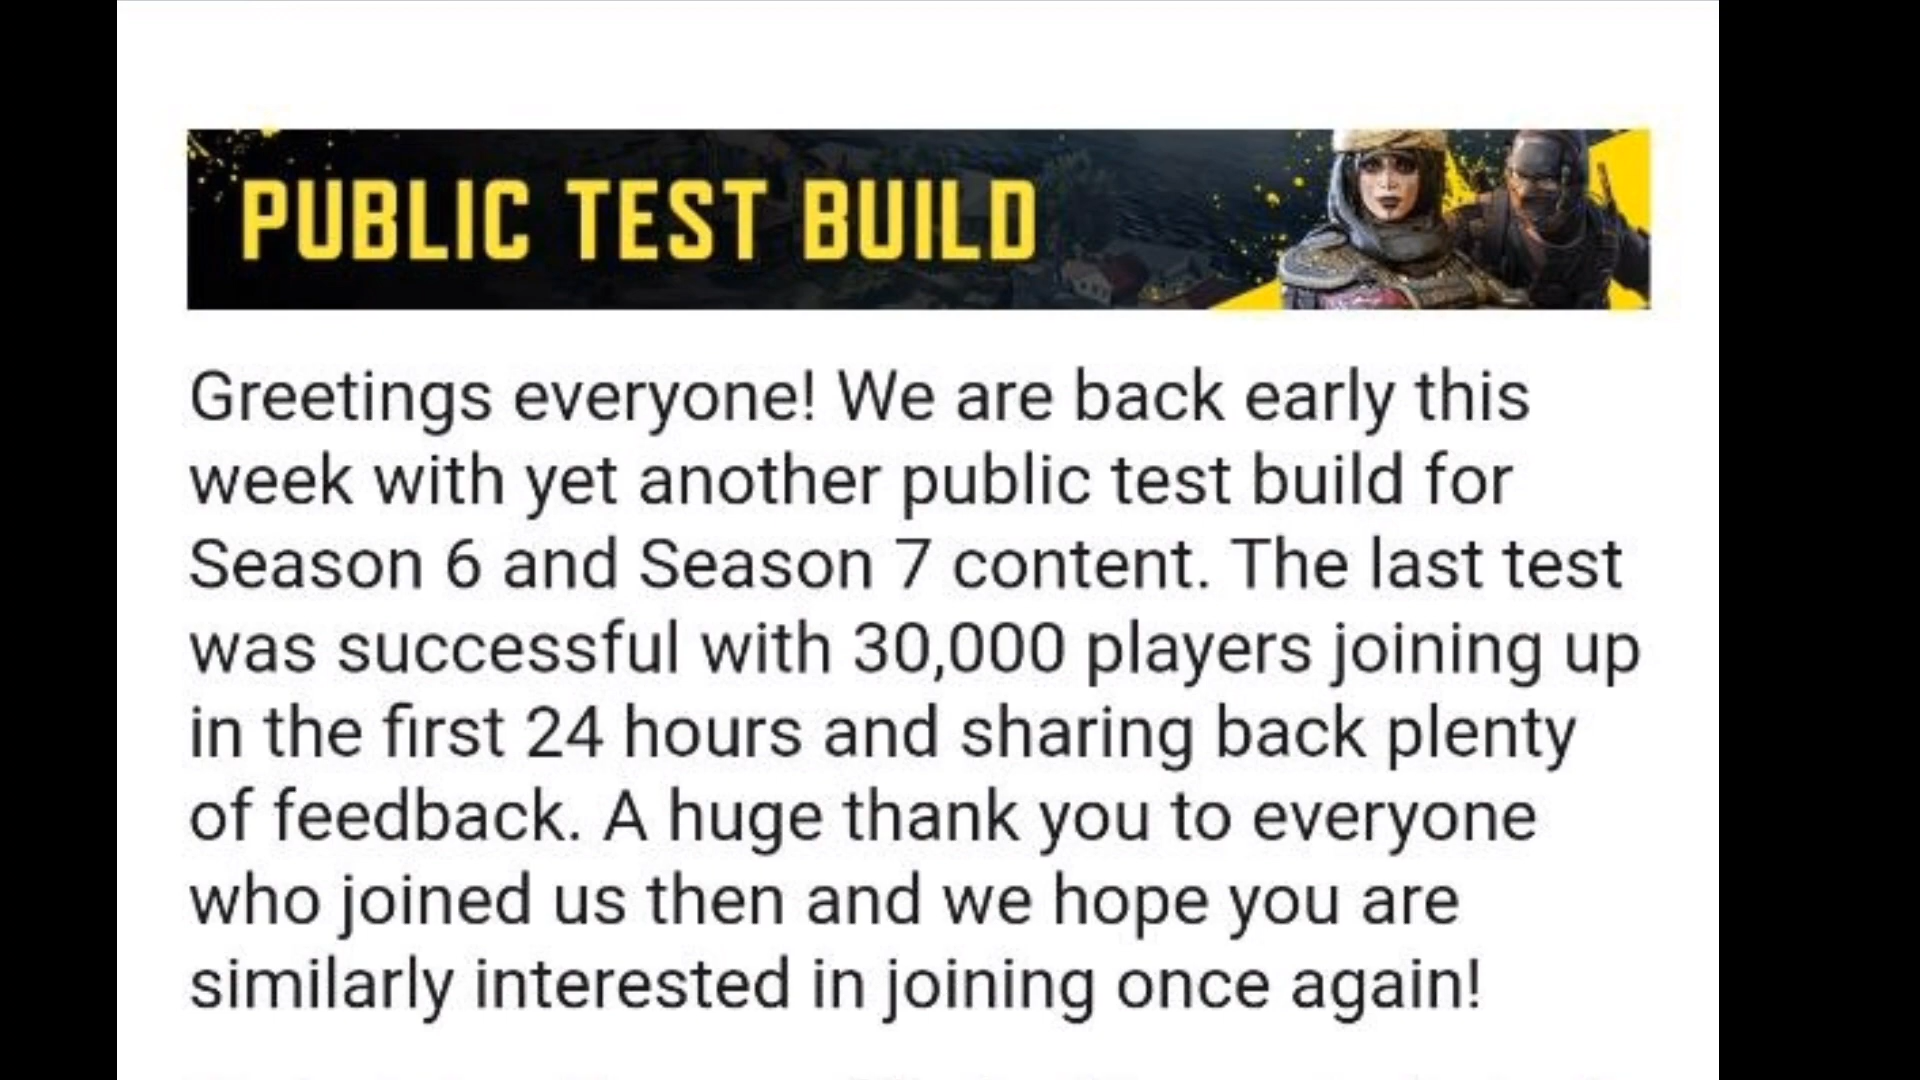 PUBLIC TEST BUILD
Greetings everyone! We are back early this
week with yet another public test build for
Season 6 and Season 7 content. The last test
was successful with 30,000 players joining up
in the first 24 hours and sharing back plenty
of feedback. A huge thank you to everyone
who joined us then and we hope you are
similarly interested in joining once again!